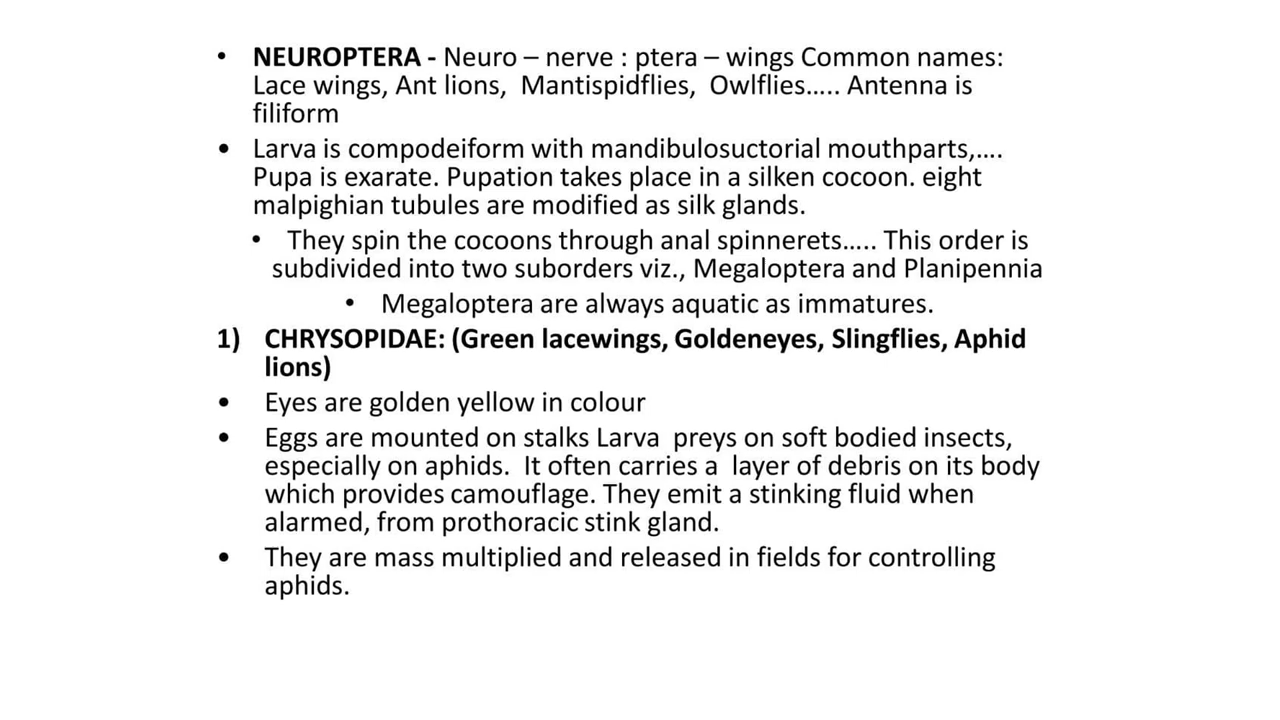 • NEUROPTERA - Neuro – nerve : ptera – wings Common names:
Lace wings, Ant lions, Mantispidflies, Owlflies….. Antenna is
filiform
• Larva is compodeiform with mandibulosuctorial mouthparts,….
Pupa is exarate. Pupation takes place in a silken cocoon. eight
malpighian tubules are modified as silk glands.
• They spin the cocoons through anal spinnerets….. This order is
subdivided into two suborders viz., Megaloptera and Planipennia
• Megaloptera are always aquatic as immatures.
1) CHRYSOPIDAE: (Green lacewings, Goldeneyes, Slingflies, Aphid
lions)
• Eyes are golden yellow in colour
• Eggs are mounted on stalks Larva preys on soft bodied insects,
especially on aphids. It often carries a layer of debris on its body
which provides camouflage. They emit a stinking fluid when
alarmed, from prothoracic stink gland.
• They are mass multiplied and released in fields for controlling
aphids.